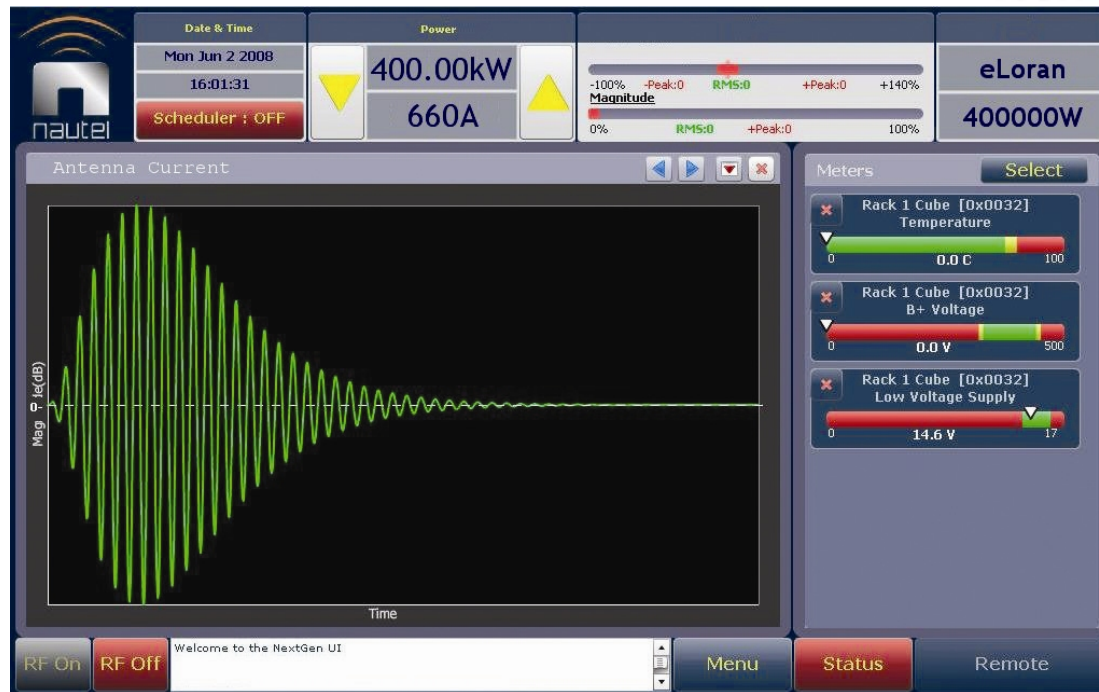 nautel
Date & Time
Mon Jun 2 2008
16:01:31
Scheduler : OFF
Power
400.00kW
660A
-100% -Peak:0 RMS:0 +Peak:0 +140%
Magnitude
0% RMS:0 +Peak:0 100%
eLoran
400000W
Antenna Current
0-
Time
Meters
Select
Rack 1 Cube [0x0032]
Temperature
0 0.0 C 100
Rack 1 Cube [0x0032]
B+ Voltage
0 0.0 V 500
Rack 1 Cube [0x0032]
Low Voltage Supply
0 14.6 V 17
RF On
RF Off
Welcome to the NextGen UI
Menu
Status
Remote